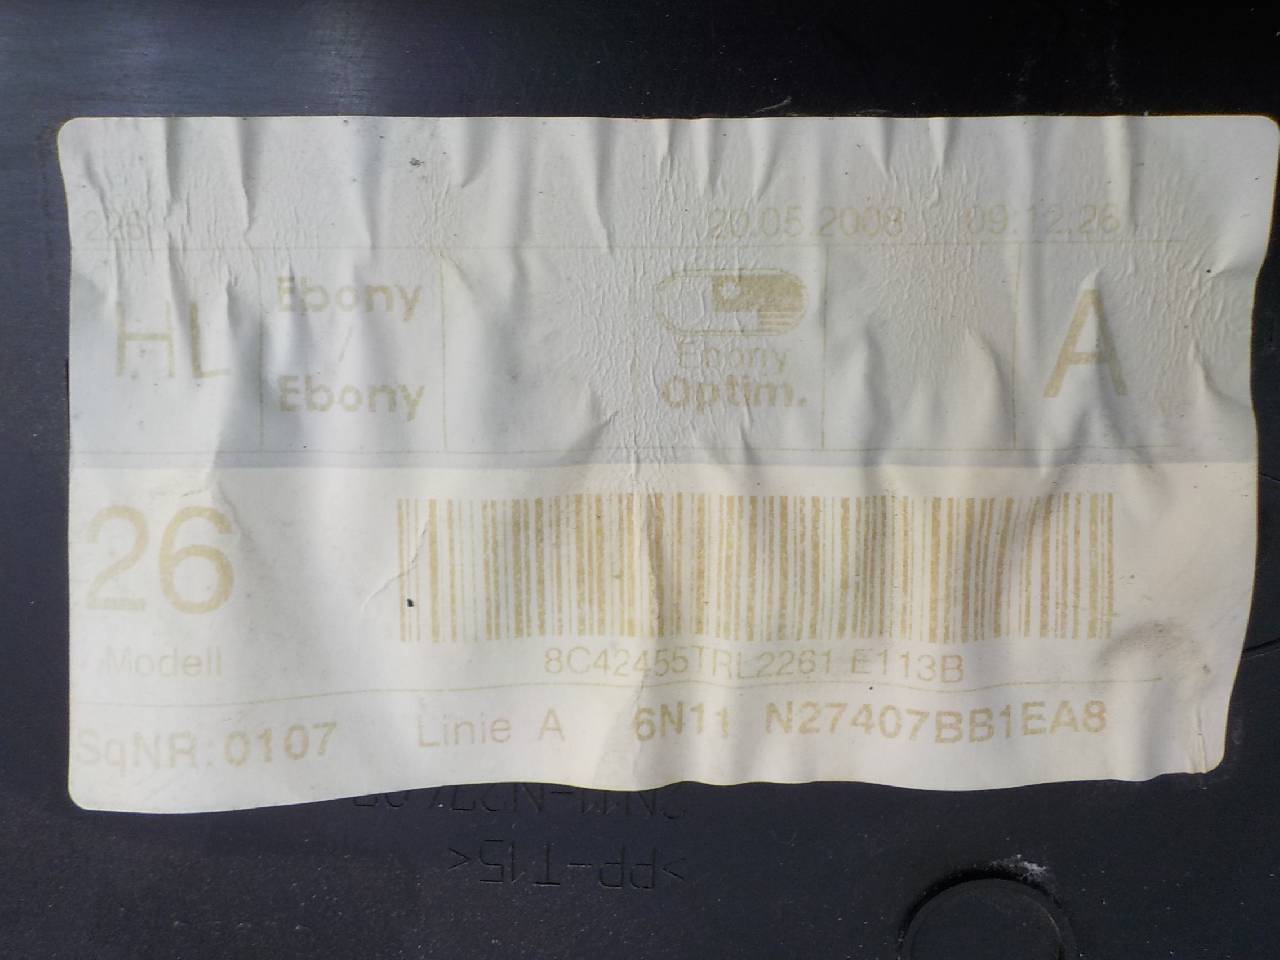 226
20.05.2008 09:12.26
HL
Ebony
Ebony
Ebony
Optim.
A
26
Modell
8C42455TRL2261 E113B
SqNR:0107 Linie A 6N11 N27407BB1EA8
>PP-T15<